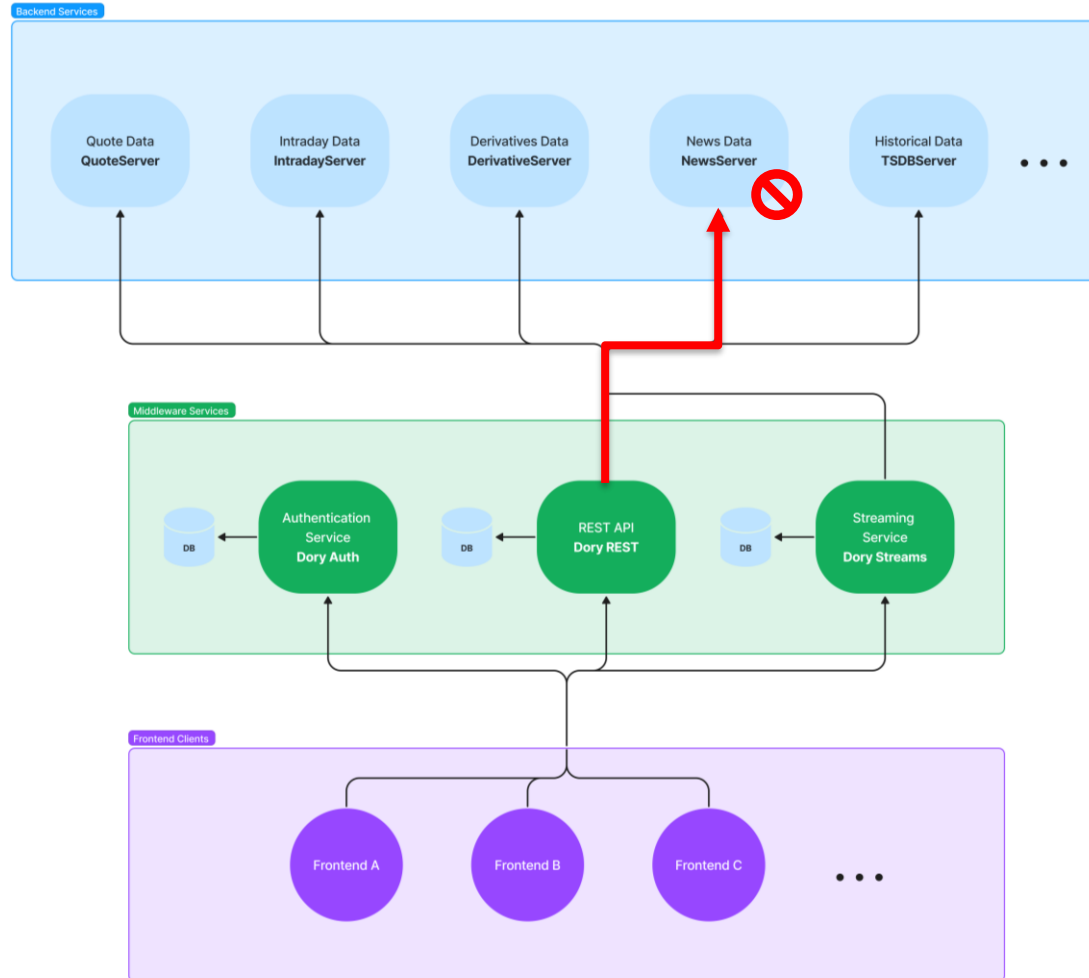 Backend Services
Quote Data
QuoteServer
Intraday Data
IntradayServer
Derivatives Data
DerivativeServer
News Data
NewsServer
Historical Data
TSDBServer
Middleware Services
DB
Authentication
Service
Dory Auth
DB
REST API
Dory REST
DB
Streaming
Service
Dory Streams
Frontend Clients
Frontend A
Frontend B
Frontend C